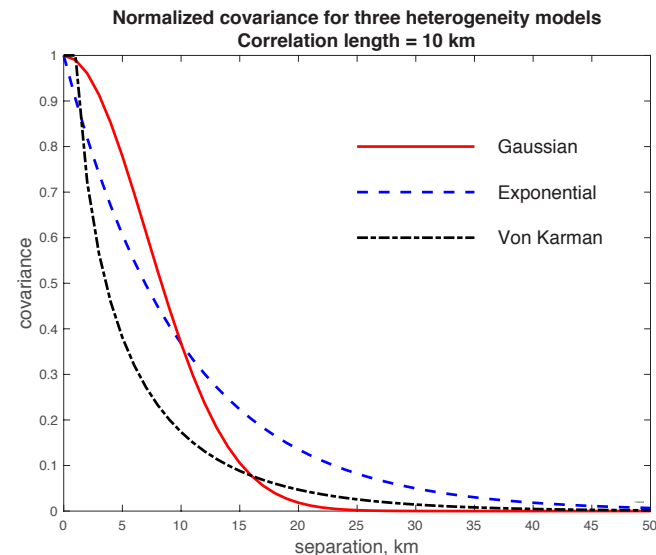 Normalized covariance for three heterogeneity models
Correlation length = 10 km
1
0.9
0.8
0.7
0.6
0.5
0.4
0.3
0.2
0.1
0
covariance
Gaussian
Exponential
Von Karman
0 5 10 15 20 25 30 35 40 45 50
separation, km